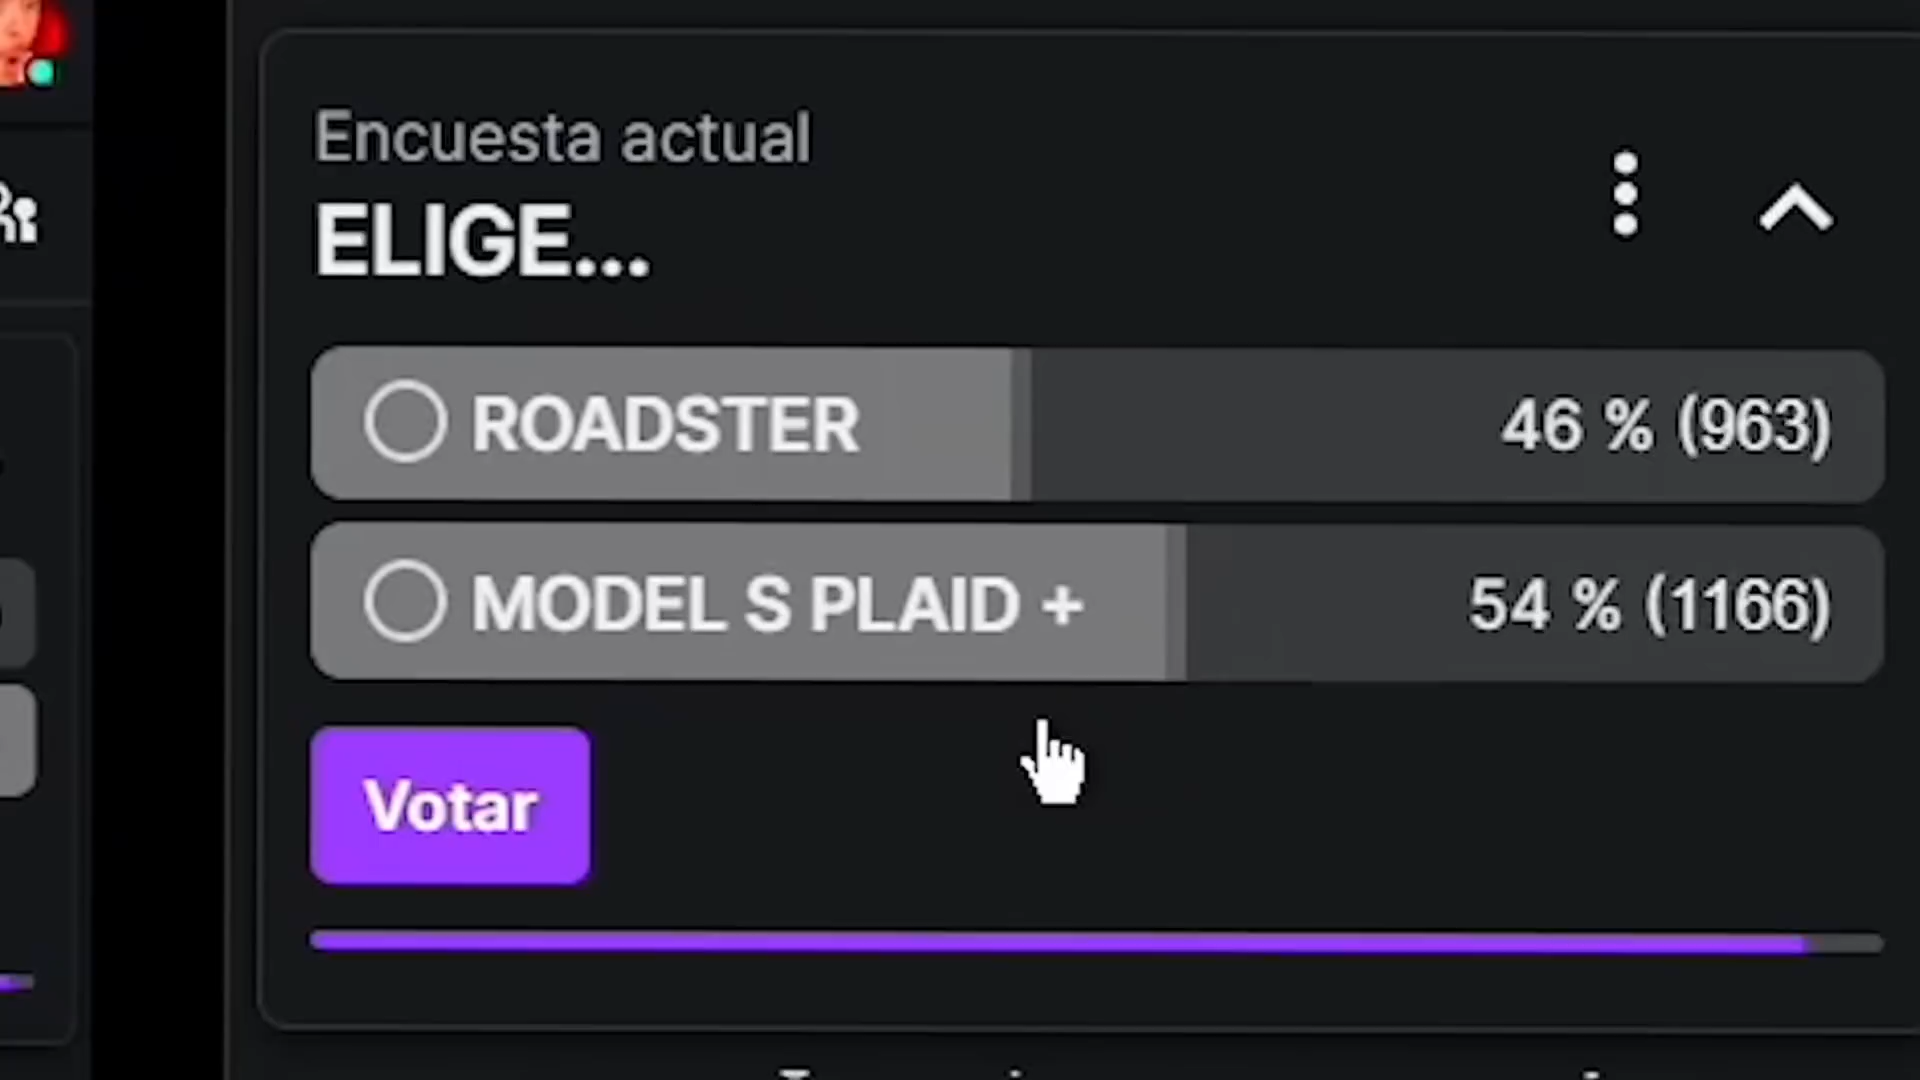 Encuesta actual
ELIGE...
ROADSTER 46 % (963)
MODEL S PLAID + 54 % (1166)
Votar